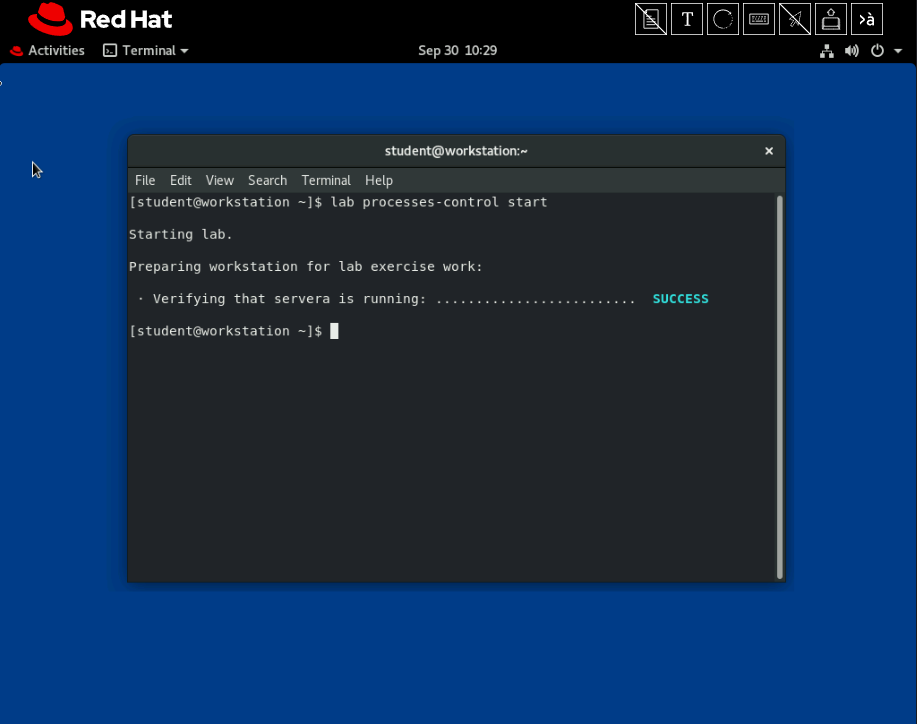 Red Hat
T
>à
Activities Terminal Sep 30 10:29
student@workstation:~ ×
File Edit View Search Terminal Help
[student@workstation ~]$ lab processes-control start
Starting lab.
Preparing workstation for lab exercise work:
· Verifying that servera is running: ......................... SUCCESS
[student@workstation ~]$